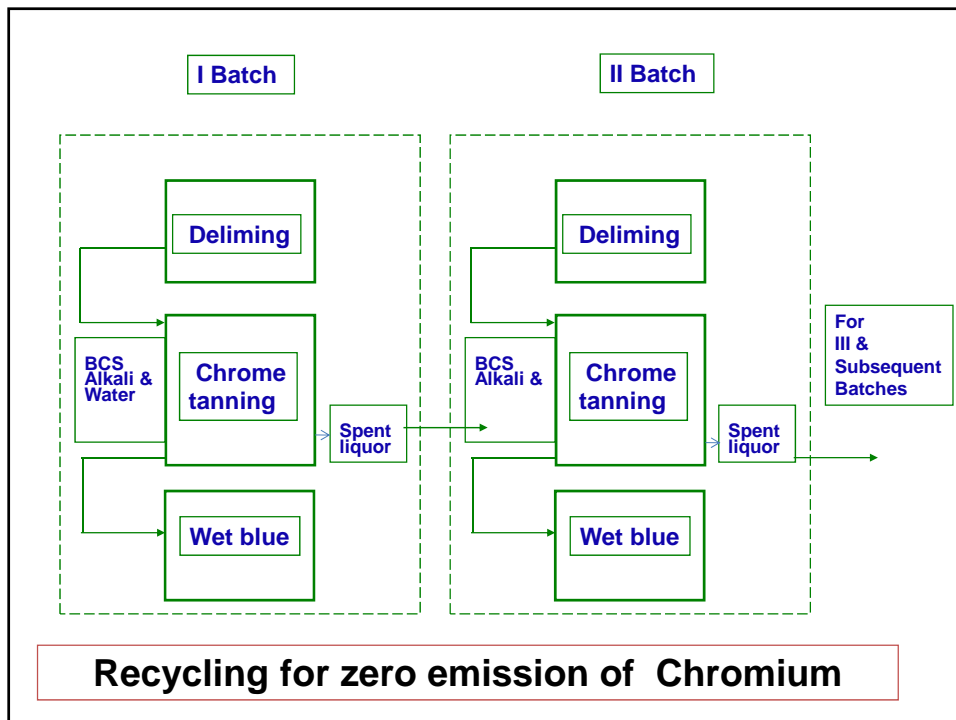 I Batch
II Batch
Deliming
BCS
Alkali &
Water
Chrome
tanning
Spent
liquor
Wet blue
Deliming
BCS
Alkali &
Chrome
tanning
Spent
liquor
Wet blue
For
III &
Subsequent
Batches
Recycling for zero emission of Chromium